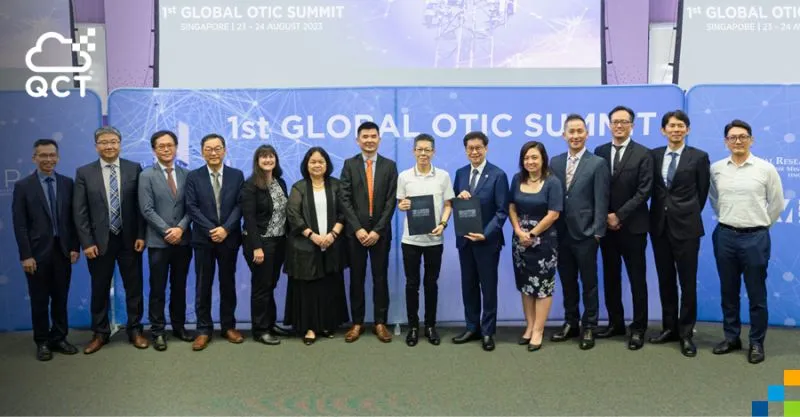 1st GLOBAL OTIC SUMMIT
SINGAPORE | 23 - 24 AUGUST 2023
1st GLOBAL OTIC SUMMIT
SINGAPORE | 23 - 24 AUGUST
QCT
1st GLOBAL OTIC SUMMIT